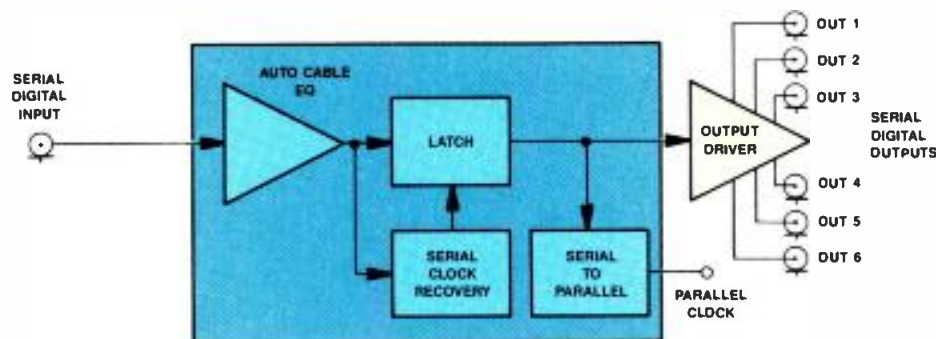 SERIAL
DIGITAL
INPUT
AUTO CABLE
EQ
LATCH
SERIAL
CLOCK
RECOVERY
SERIAL
TO
PARALLEL
PARALLEL
CLOCK
OUTPUT
DRIVER
OUT 1
OUT 2
OUT 3
SERIAL
DIGITAL
OUTPUTS
OUT 4
OUT 5
OUT 6